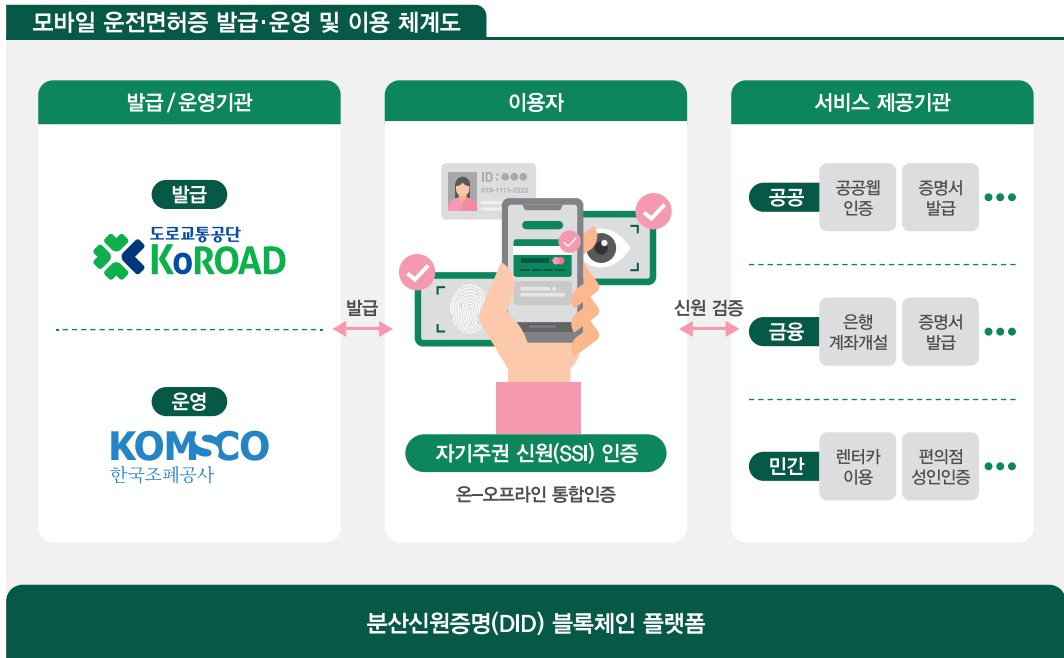 모바일 운전면허증 발급·운영 및 이용 체계도
발급/운영기관
발급
도로교통공단
KoROAD
운영
KOMSCO
한국조폐공사
발급
이용자
ID : ●●●
010-1111-2222
자기주권 신원(SSI) 인증
온-오프라인 통합인증
신원 검증
서비스 제공기관
공공
공공웹
인증
증명서
발급
금융
은행
계좌개설
증명서
발급
민간
렌터카
이용
편의점
성인인증
분산신원증명(DID) 블록체인 플랫폼